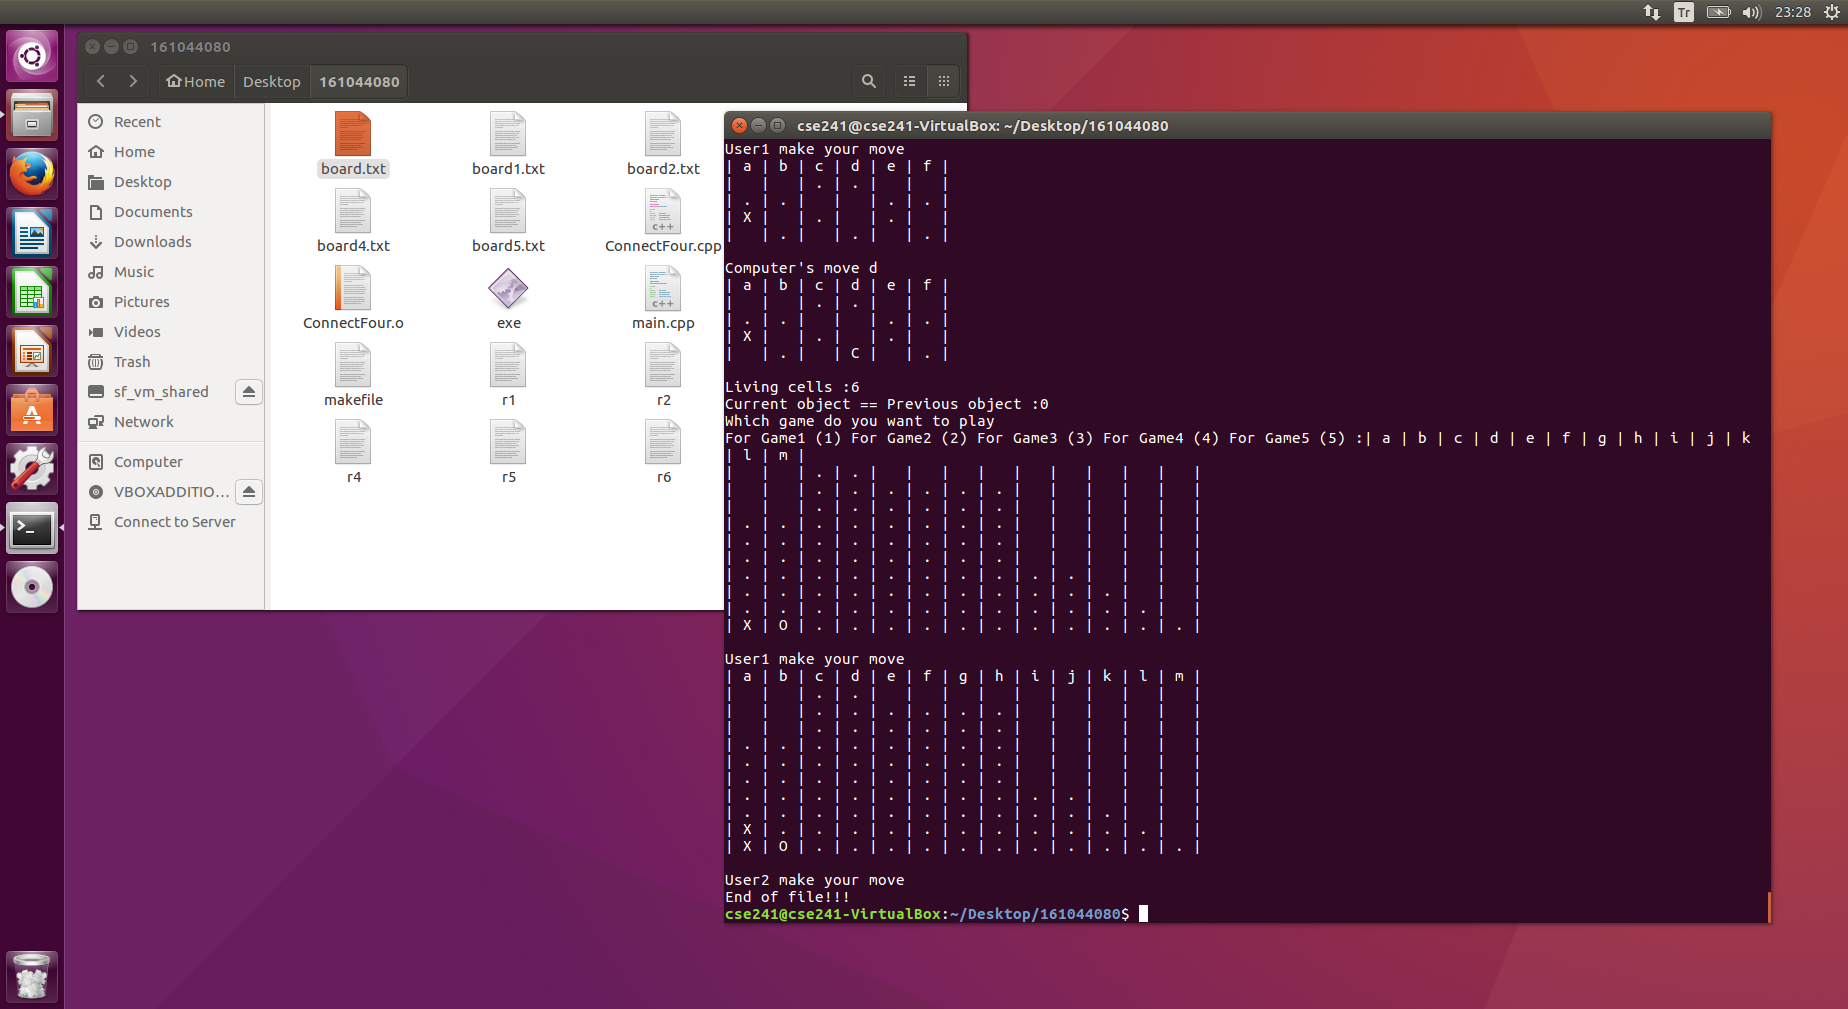 Tr 23:28
161044080
Home Desktop 161044080
Recent
Home
Desktop
Documents
Downloads
Music
Pictures
Videos
Trash
sf_vm_shared
Network
Computer
VBOXADDITIO...
Connect to Server
board.txt board1.txt board2.txt
board4.txt board5.txt ConnectFour.cpp
ConnectFour.o exe main.cpp
makefile r1 r2
r4 r5 r6
cse241@cse241-VirtualBox: ~/Desktop/161044080
User1 make your move
| a | b | c | d | e | f |
|   |   | . | . |   |   |
| . | . |   |   | . | . |
| X |   | . |   | . |   |
|   | . |   | . |   | . |
Computer's move d
| a | b | c | d | e | f |
|   |   | . | . |   |   |
| . | . |   |   | . | . |
| X |   | . |   | . |   |
|   | . |   | C |   | . |
Living cells :6
Current object == Previous object :0
Which game do you want to play
For Game1 (1) For Game2 (2) For Game3 (3) For Game4 (4) For Game5 (5) :| a | b | c | d | e | f | g | h | i | j | k
| l | m |
|   |   | . | . |   |   |   |   |   |   |   |   |   |
|   |   | . | . | . | . | . | . |   |   |   |   |   |
|   |   | . | . | . | . | . | . |   |   |   |   |   |
| . | . | . | . | . | . | . | . |   |   |   |   |   |
| . | . | . | . | . | . | . | . |   |   |   |   |   |
| . | . | . | . | . | . | . | . |   |   |   |   |   |
| . | . | . | . | . | . | . | . | . | . |   |   |   |
| . | . | . | . | . | . | . | . | . | . | . |   |   |
| . | . | . | . | . | . | . | . | . | . | . | . |   |
| X | O | . | . | . | . | . | . | . | . | . | . | . |
User1 make your move
| a | b | c | d | e | f | g | h | i | j | k | l | m |
|   |   | . | . |   |   |   |   |   |   |   |   |   |
|   |   | . | . | . | . | . | . |   |   |   |   |   |
|   |   | . | . | . | . | . | . |   |   |   |   |   |
| . | . | . | . | . | . | . | . |   |   |   |   |   |
| . | . | . | . | . | . | . | . |   |   |   |   |   |
| . | . | . | . | . | . | . | . |   |   |   |   |   |
| . | . | . | . | . | . | . | . | . | . |   |   |   |
| . | . | . | . | . | . | . | . | . | . | . |   |   |
| X | . | . | . | . | . | . | . | . | . | . | . |   |
| X | O | . | . | . | . | . | . | . | . | . | . | . |
User2 make your move
End of file!!!
cse241@cse241-VirtualBox:~/Desktop/161044080$